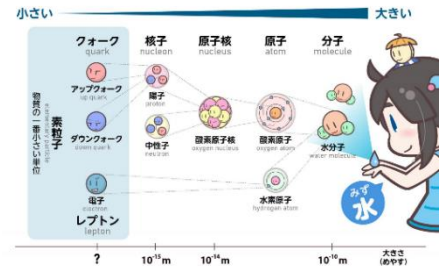 小さい
大きい
クォーク
quark
核子
nucleon
原子核
nucleus
原子
atom
分子
molecule
アップクォーク
up quark
陽子
proton
物質の一番小さい単位
素粒子
elementary particle
ダウンクォーク
down quark
中性子
neutron
酸素原子核
oxygen nucleus
酸素原子
oxygen atom
水分子
water molecule
みず
水
電子
electron
水素原子
hydrogen atom
レプトン
lepton
?
10⁻¹⁵m
10⁻¹⁴m
10⁻¹⁰m
大きさ
(めやす)